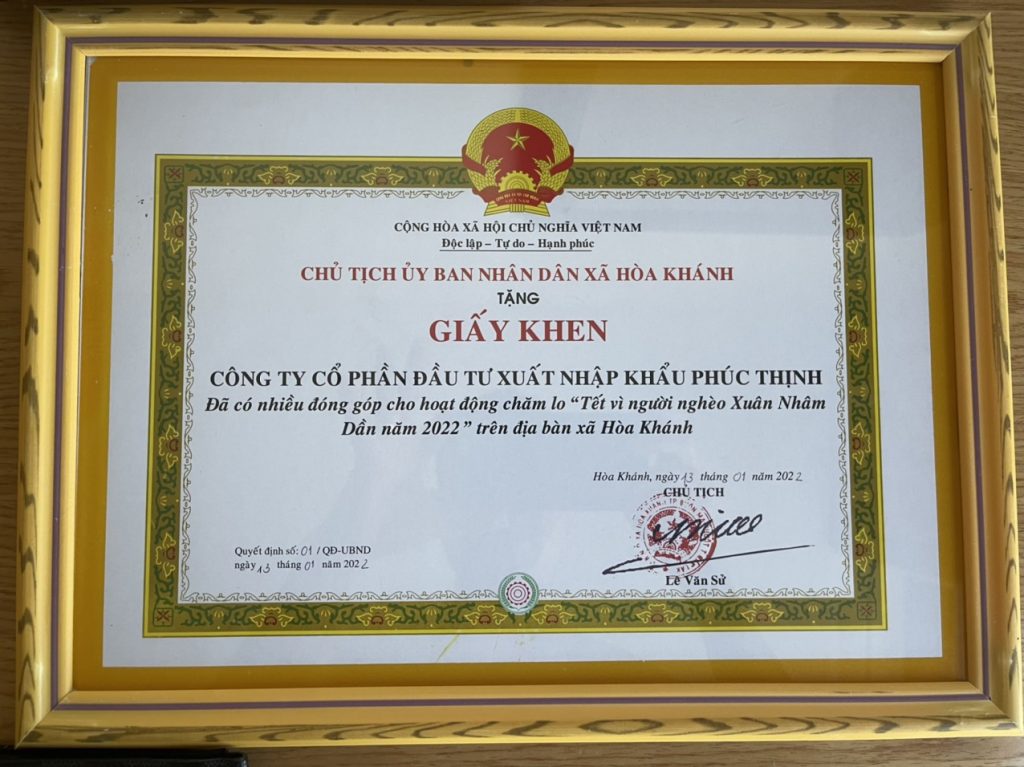 CỘNG HÒA XÃ HỘI CHỦ NGHĨA VIỆT NAM
Độc lập – Tự do – Hạnh phúc
CHỦ TỊCH ỦY BAN NHÂN DÂN XÃ HÒA KHÁNH
TẶNG
GIẤY KHEN
CÔNG TY CỔ PHẦN ĐẦU TƯ XUẤT NHẬP KHẨU PHÚC THỊNH
Đã có nhiều đóng góp cho hoạt động chăm lo “Tết vì người nghèo Xuân Nhâm
Dần năm 2022” trên địa bàn xã Hòa Khánh
Hòa Khánh, ngày 13 tháng 01 năm 2022
CHỦ TỊCH
Quyết định số: 01 / QĐ-UBND
ngày 13 tháng 01 năm 2022
Lê Văn Sử